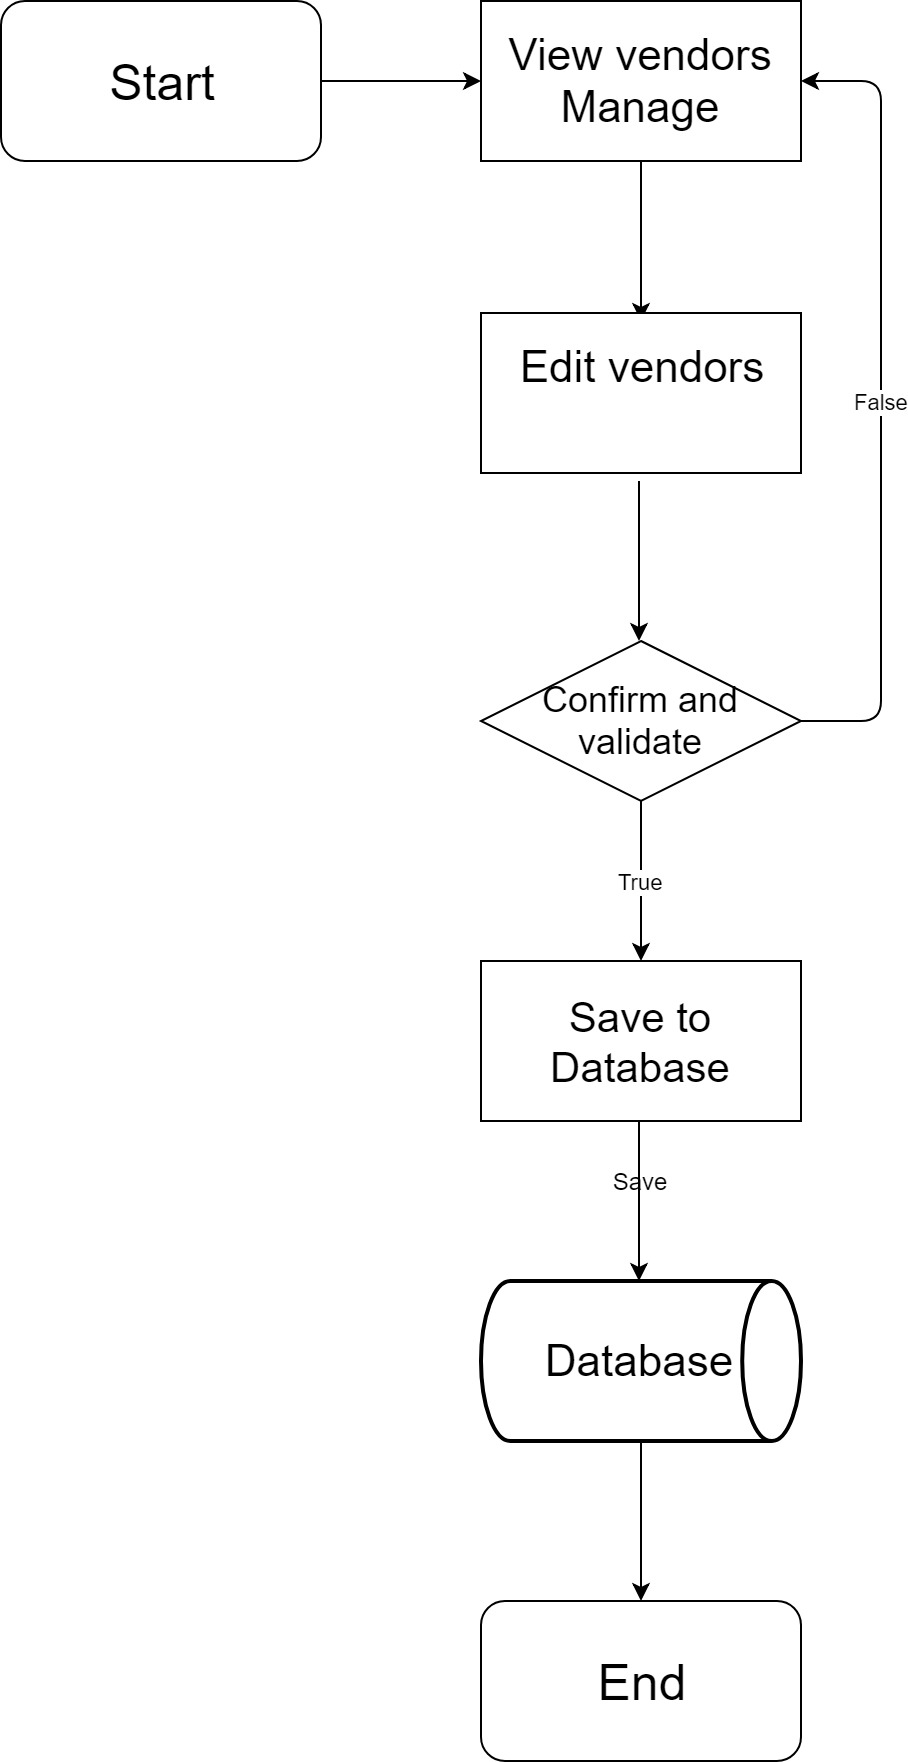 Start
View vendors
Manage
Edit vendors
False
Confirm and
validate
True
Save to
Database
Save
Database
End